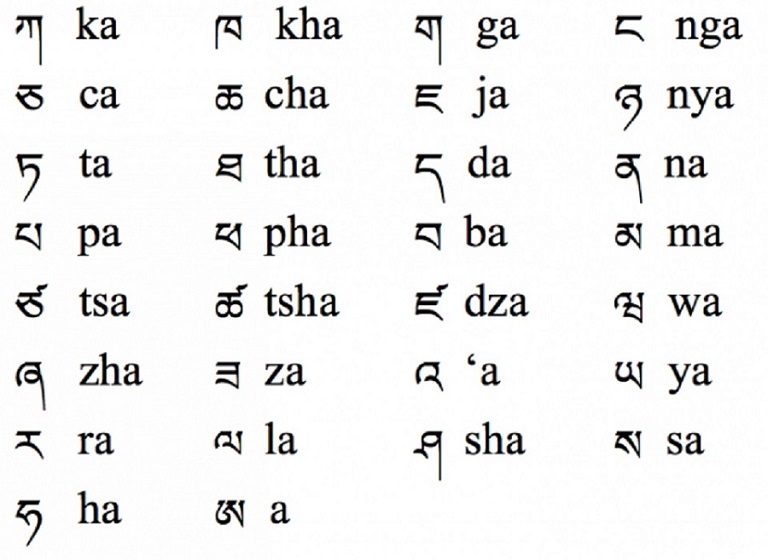 ཀ ka ཁ kha ག ga ང nga
ཅ ca ཆ cha ཇ ja ཉ nya
ཏ ta ཐ tha ད da ན na
པ pa ཕ pha བ ba མ ma
ཙ tsa ཚ tsha ཛ dza ཝ wa
ཞ zha ཟ za འ ‘a ཡ ya
ར ra ལ la ཤ sha ས sa
ཧ ha ཨ a